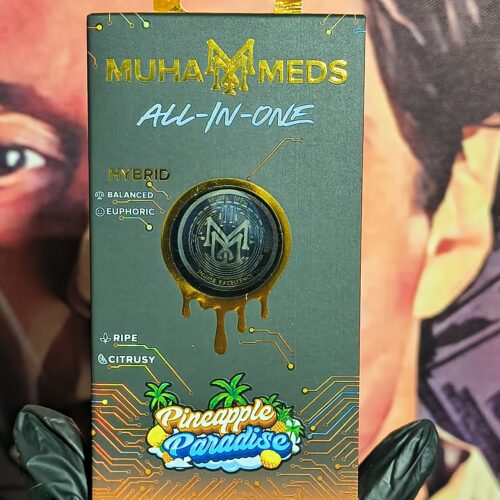 MUHA MEDS
ALL-IN-ONE
HYBRID
BALANCED
EUPHORIC
RIPE
CITRUSY
Pineapple
Paradise